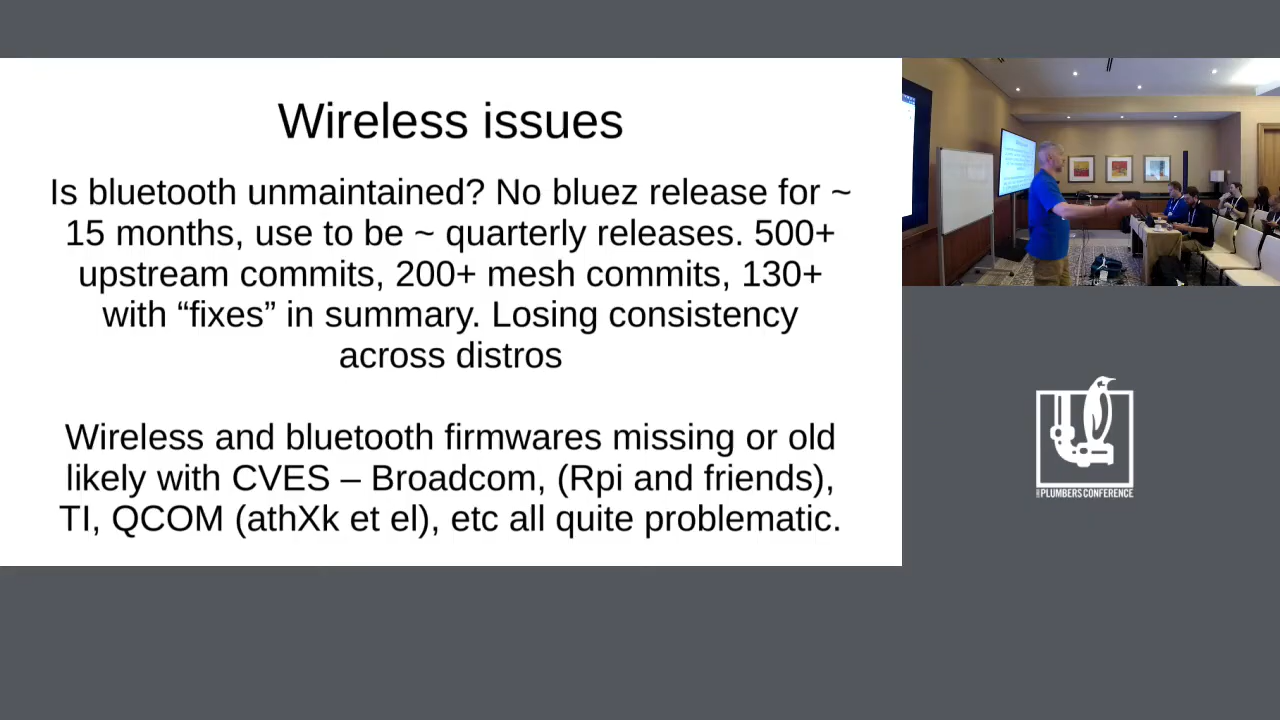 Wireless issues
Is bluetooth unmaintained? No bluez release for ~
15 months, use to be ~ quarterly releases. 500+
upstream commits, 200+ mesh commits, 130+
with “fixes” in summary. Losing consistency
across distros
Wireless and bluetooth firmwares missing or old
likely with CVES – Broadcom, (Rpi and friends),
TI, QCOM (athXk et el), etc all quite problematic.
PLUMBERS CONFERENCE